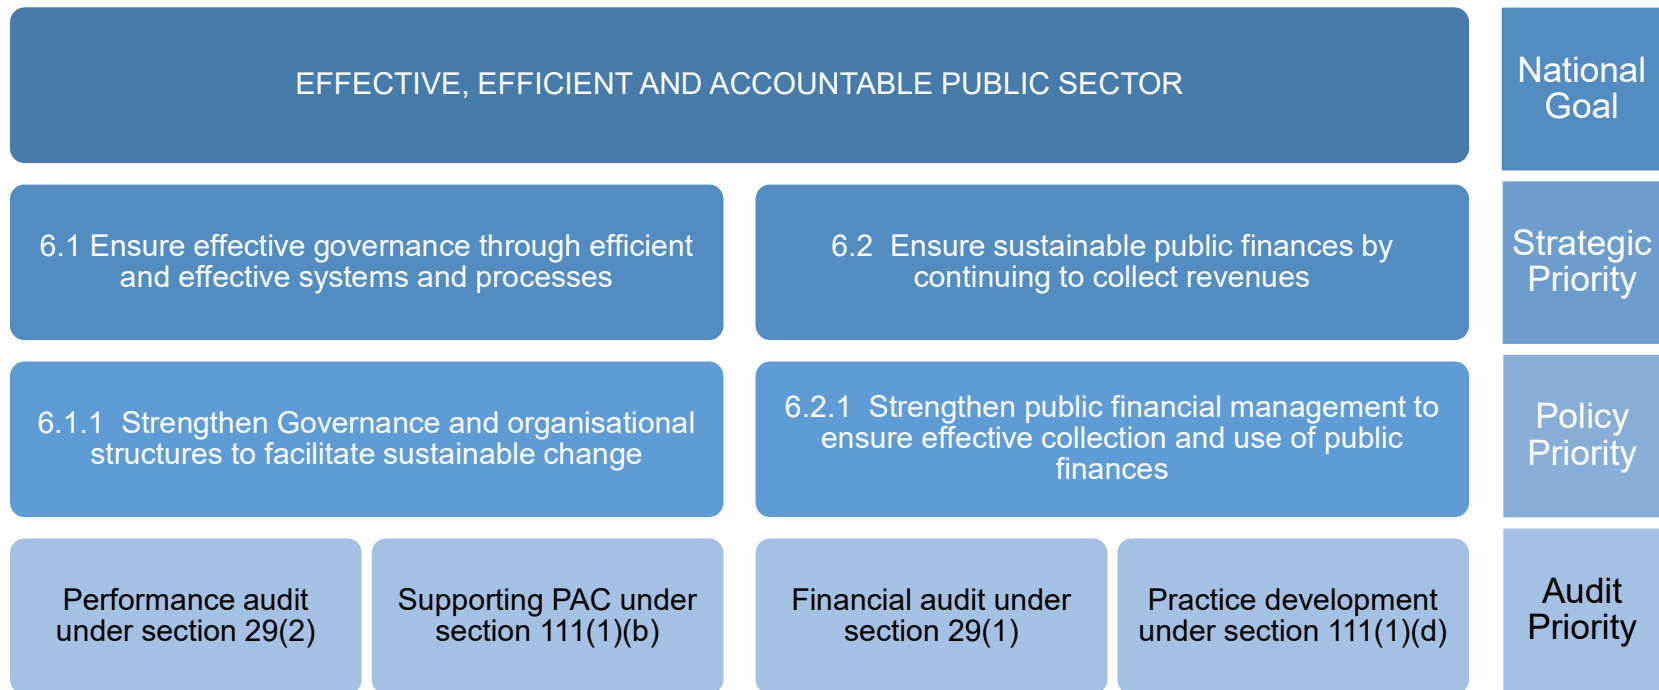 EFFECTIVE, EFFICIENT AND ACCOUNTABLE PUBLIC SECTOR
National
Goal
6.1 Ensure effective governance through efficient
and effective systems and processes
6.2 Ensure sustainable public finances by
continuing to collect revenues
Strategic
Priority
6.1.1 Strengthen Governance and organisational
structures to facilitate sustainable change
6.2.1 Strengthen public financial management to
ensure effective collection and use of public
finances
Policy
Priority
Performance audit
under section 29(2)
Supporting PAC under
section 111(1)(b)
Financial audit under
section 29(1)
Practice development
under section 111(1)(d)
Audit
Priority